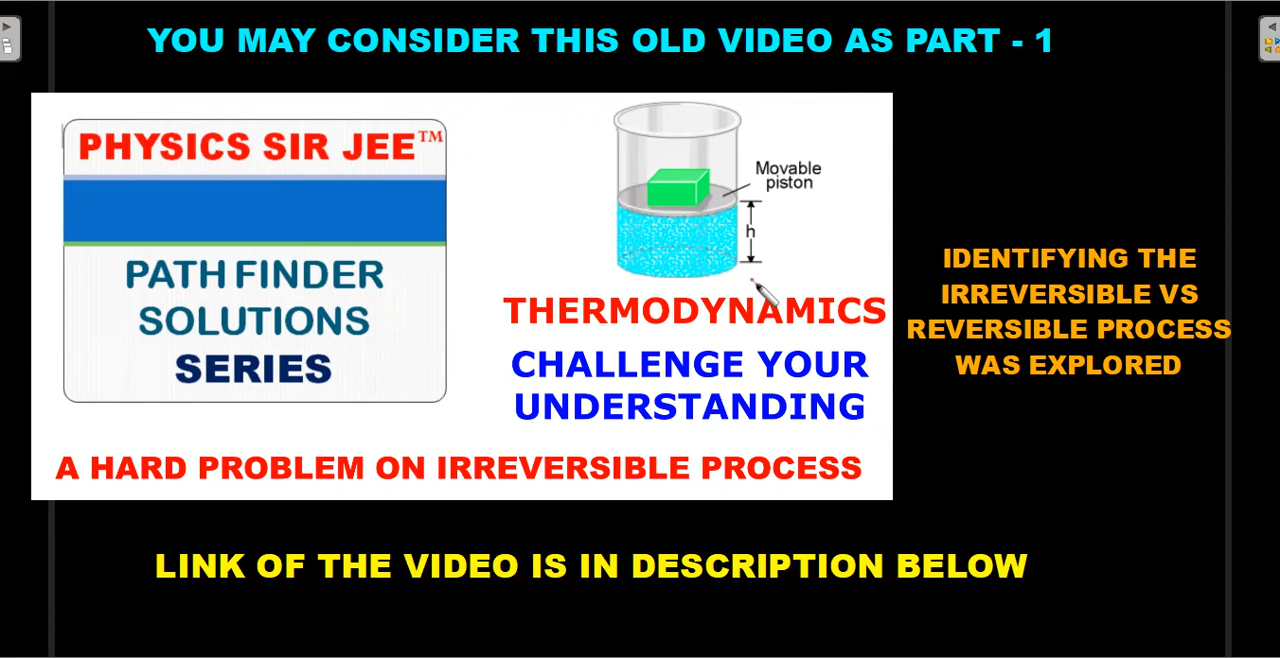 YOU MAY CONSIDER THIS OLD VIDEO AS PART - 1
PHYSICS SIR JEE™
PATH FINDER
SOLUTIONS
SERIES
Movable
piston
h
THERMODYNAMICS
CHALLENGE YOUR
UNDERSTANDING
A HARD PROBLEM ON IRREVERSIBLE PROCESS
IDENTIFYING THE
IRREVERSIBLE VS
REVERSIBLE PROCESS
WAS EXPLORED
LINK OF THE VIDEO IS IN DESCRIPTION BELOW